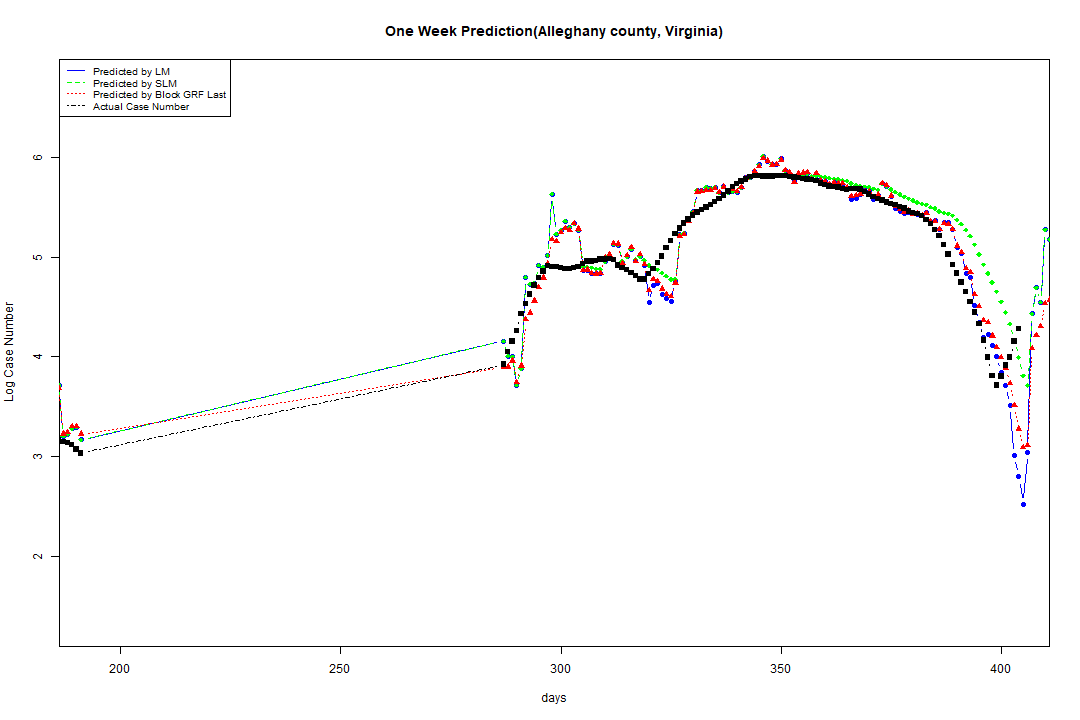 One Week Prediction(Alleghany county, Virginia)
Predicted by LM
Predicted by SLM
Predicted by Block GRF Last
Actual Case Number
6
5
4
3
2
Log Case Number
200 250 300 350 400
days